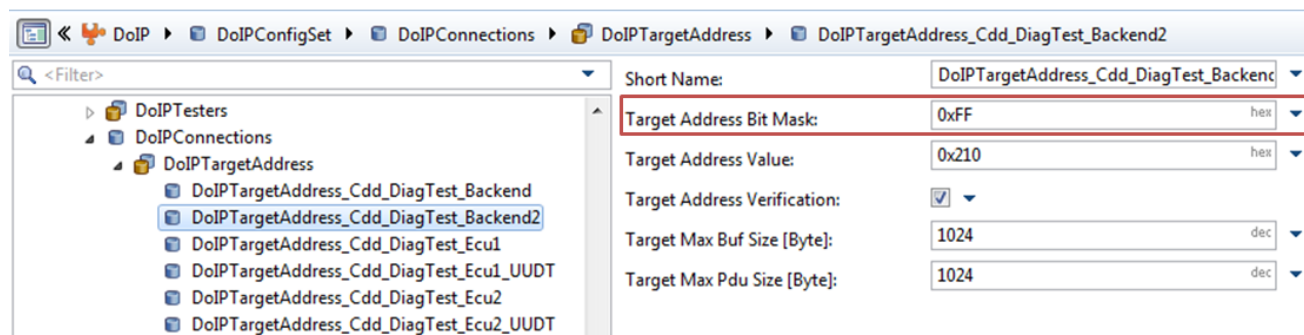 DoIP DoIPConfigSet DoIPConnections DoIPTargetAddress DoIPTargetAddress_Cdd_DiagTest_Backend2
<Filter>
DoIPTesters
DoIPConnections
DoIPTargetAddress
DoIPTargetAddress_Cdd_DiagTest_Backend
DoIPTargetAddress_Cdd_DiagTest_Backend2
DoIPTargetAddress_Cdd_DiagTest_Ecu1
DoIPTargetAddress_Cdd_DiagTest_Ecu1_UUDT
DoIPTargetAddress_Cdd_DiagTest_Ecu2
DoIPTargetAddress_Cdd_DiagTest_Ecu2_UUDT
Short Name: DoIPTargetAddress_Cdd_DiagTest_Backenc
Target Address Bit Mask: 0xFF hex
Target Address Value: 0x210 hex
Target Address Verification:
Target Max Buf Size [Byte]: 1024 dec
Target Max Pdu Size [Byte]: 1024 dec